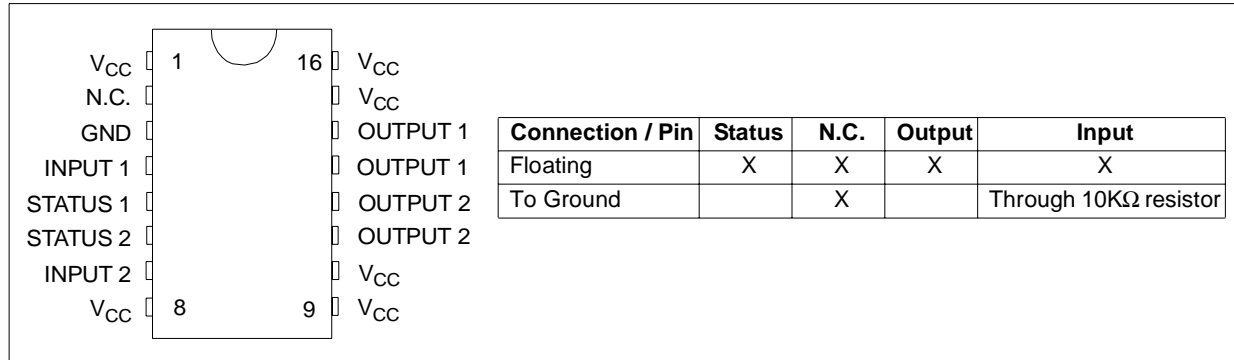 VCC 1 16 VCC
N.C. VCC
GND OUTPUT 1
INPUT 1 OUTPUT 1
STATUS 1 OUTPUT 2
STATUS 2 OUTPUT 2
INPUT 2 VCC
VCC 8 9 VCC
Connection / Pin Status N.C. Output Input
Floating X X X X
To Ground X Through 10KΩ resistor